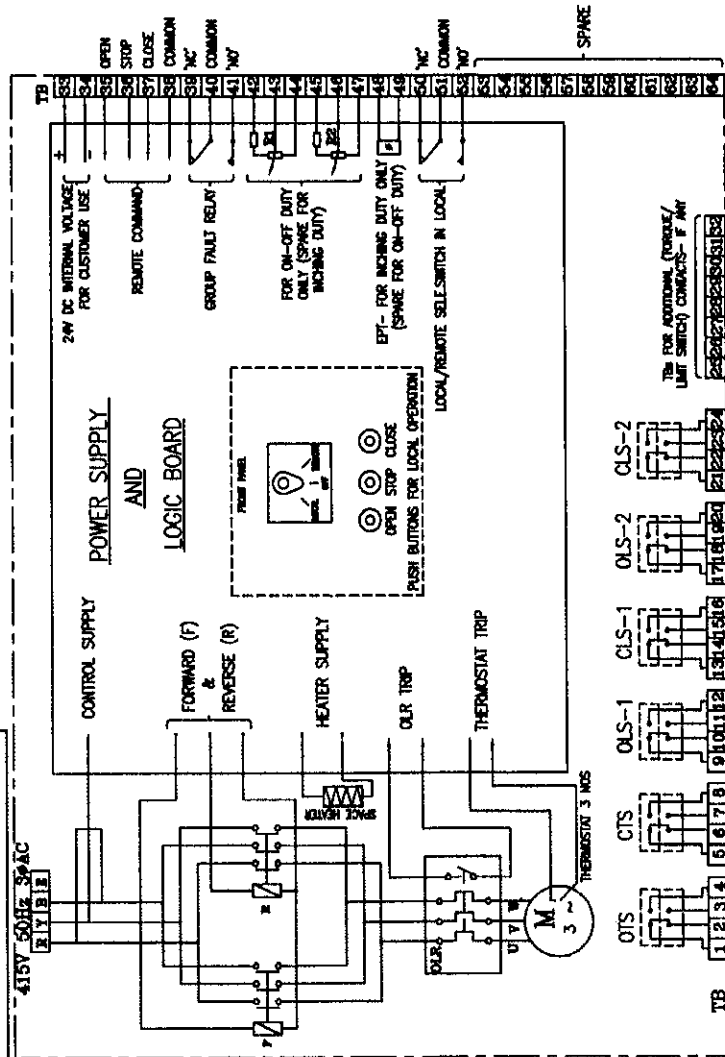 415V 50Hz 3φAC
R Y B E
CONTROL SUPPLY
FORWARD (F)
&
REVERSE (R)
HEATER SUPPLY
SPACE HEATER
OLR TRIP
THERMOSTAT TRIP
THERMOSTAT 3 NOS
F
R
OLR
U V W
M
3 ~
POWER SUPPLY
AND
LOGIC BOARD
FRONT PANEL
LOCAL OFF REMOTE
OPEN STOP CLOSE
PUSH BUTTONS FOR LOCAL OPERATION
24V DC INTERNAL VOLTAGE
FOR CUSTOMER USE
+
-
REMOTE COMMAND
GROUP FAULT RELAY
FOR ON-OFF DUTY
ONLY (SPARE FOR
INCHING DUTY)
R1
R2
EPT- FOR INCHING DUTY ONLY
(SPARE FOR ON-OFF DUTY)
LOCAL/REMOTE SELE.SWITCH IN LOCAL
TB
33
34
35 OPEN
36 STOP
37 CLOSE
38 COMMON
39 'NC'
40 COMMON
41 'NO'
42
43
44
45
46
47
48
49
50 'NC'
51 COMMON
52 'NO'
53
54
55
56
57
58
59
60
61
62
63
64
SPARE
OTS CTS OLS-1 CLS-1 OLS-2 CLS-2
TBs FOR ADDITIONAL (TORQUE/
LIMIT SWITCH) CONTACTS- IF ANY
TB 1 2 3 4 5 6 7 8 9 10 11 12 13 14 15 16 17 18 19 20 21 22 23 24 25 26 27 28 29 30 31 32